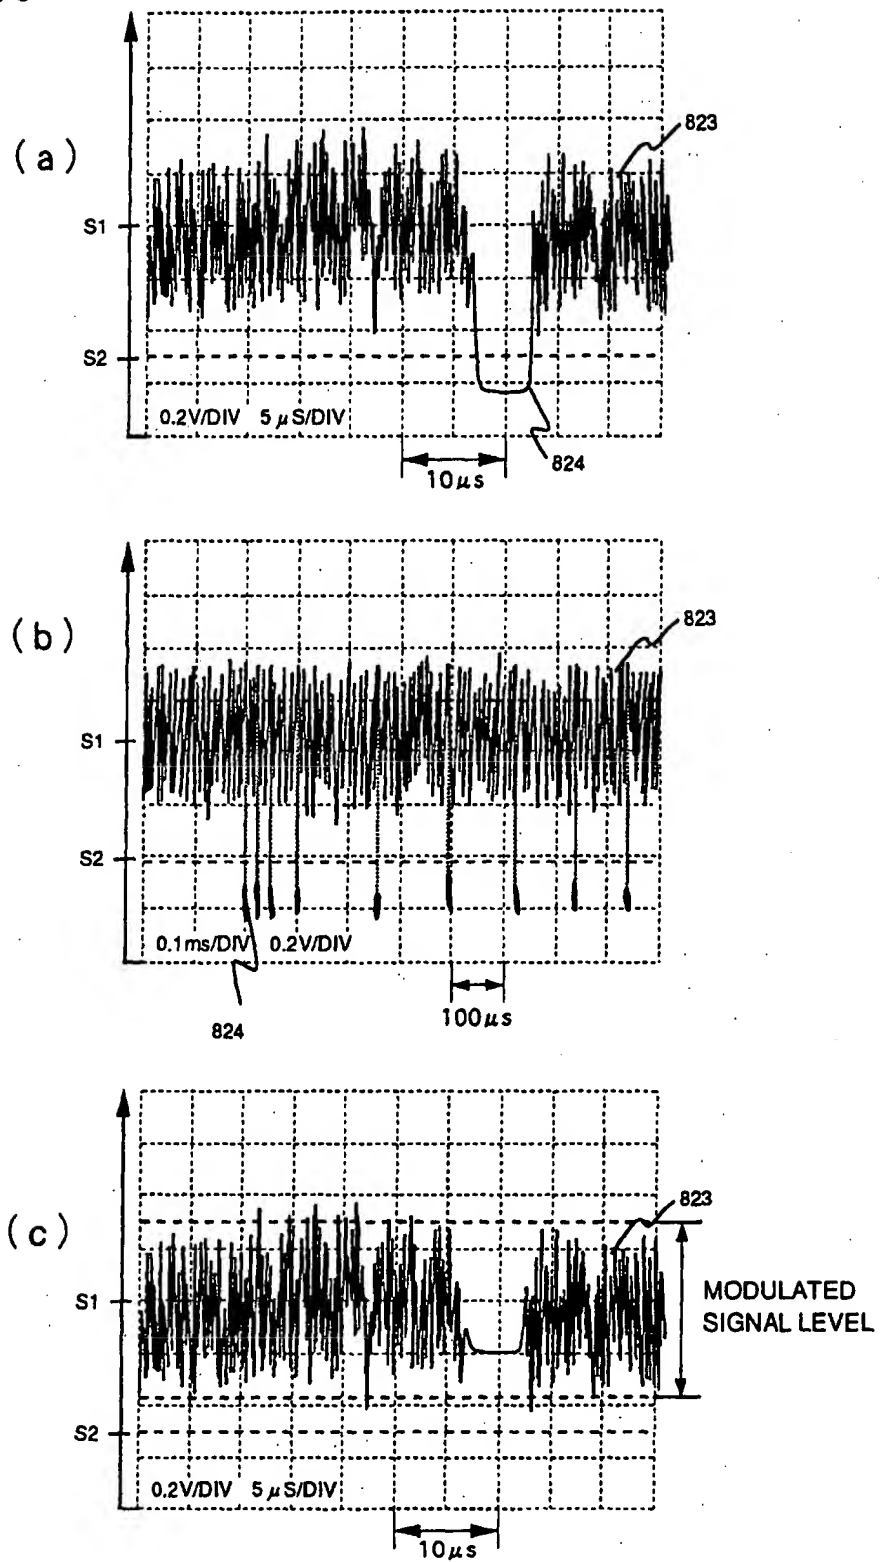 (a)
823
S1
S2
0.2V/DIV 5 μS/DIV
824
10μs
(b)
823
S1
S2
0.1ms/DIV 0.2V/DIV
824
100μs
(c)
823
S1
MODULATED
SIGNAL LEVEL
S2
0.2V/DIV 5 μS/DIV
10μs